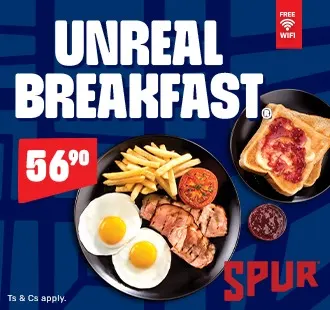 FREE
WIFI
UNREAL
BREAKFAST®
56⁹⁰
SPUR
Ts & Cs apply.